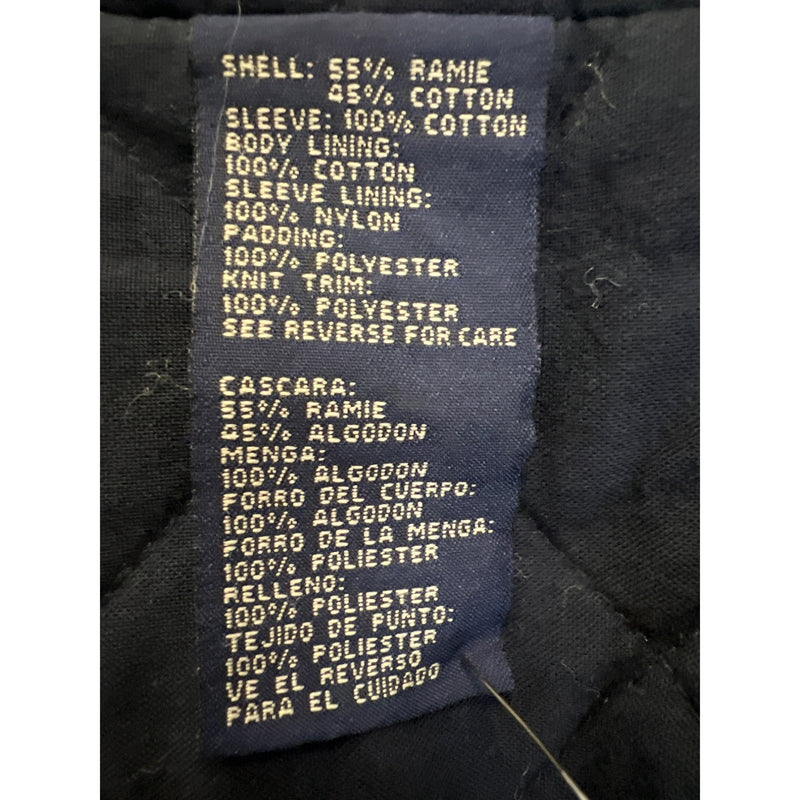 SHELL: 55% RAMIE
45% COTTON
SLEEVE: 100% COTTON
BODY LINING:
100% COTTON
SLEEVE LINING:
100% NYLON
PADDING:
100% POLYESTER
KNIT TRIM:
100% POLYESTER
SEE REVERSE FOR CARE
CASCARA:
55% RAMIE
45% ALGODON
MENGA:
100% ALGODON
FORRO DEL CUERPO:
100% ALGODON
FORRO DE LA MENGA:
100% POLIESTER
RELLENO:
100% POLIESTER
TEJIDO DE PUNTO:
100% POLIESTER
VE EL REVERSO
PARA EL CUIDADO